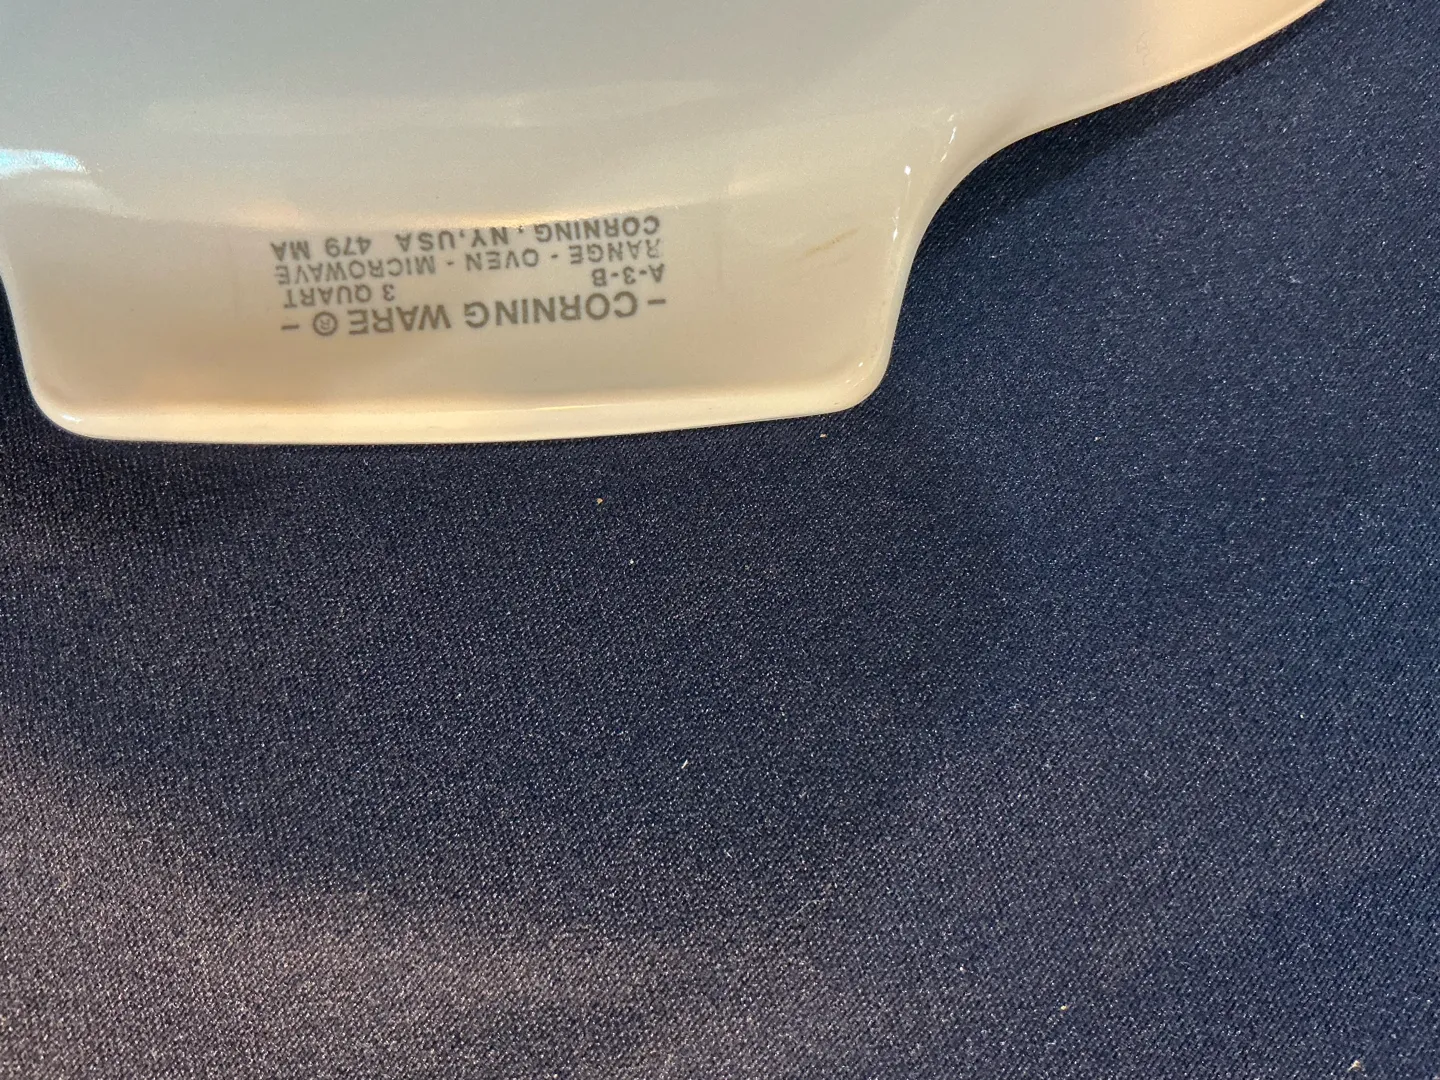 - CORNING WARE ® -
A-3-B 3 QUART
RANGE - OVEN - MICROWAVE
CORNING, NY, USA 479 MA